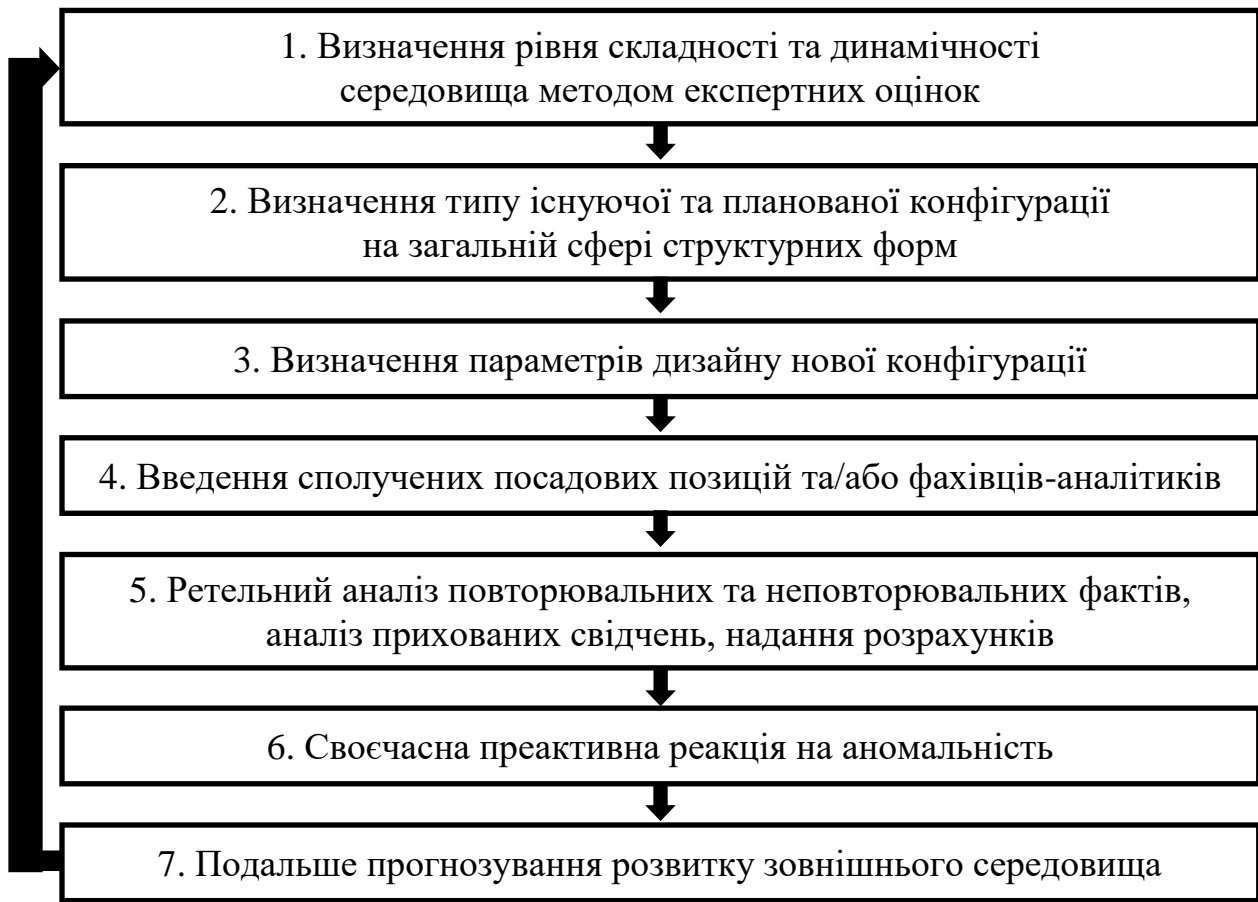 1. Визначення рівня складності та динамічності
середовища методом експертних оцінок
2. Визначення типу існуючої та планованої конфігурації
на загальній сфері структурних форм
3. Визначення параметрів дизайну нової конфігурації
4. Введення сполучених посадових позицій та/або фахівців-аналітиків
5. Ретельний аналіз повторювальних та неповторювальних фактів,
аналіз прихованих свідчень, надання розрахунків
6. Своєчасна преактивна реакція на аномальність
7. Подальше прогнозування розвитку зовнішнього середовища